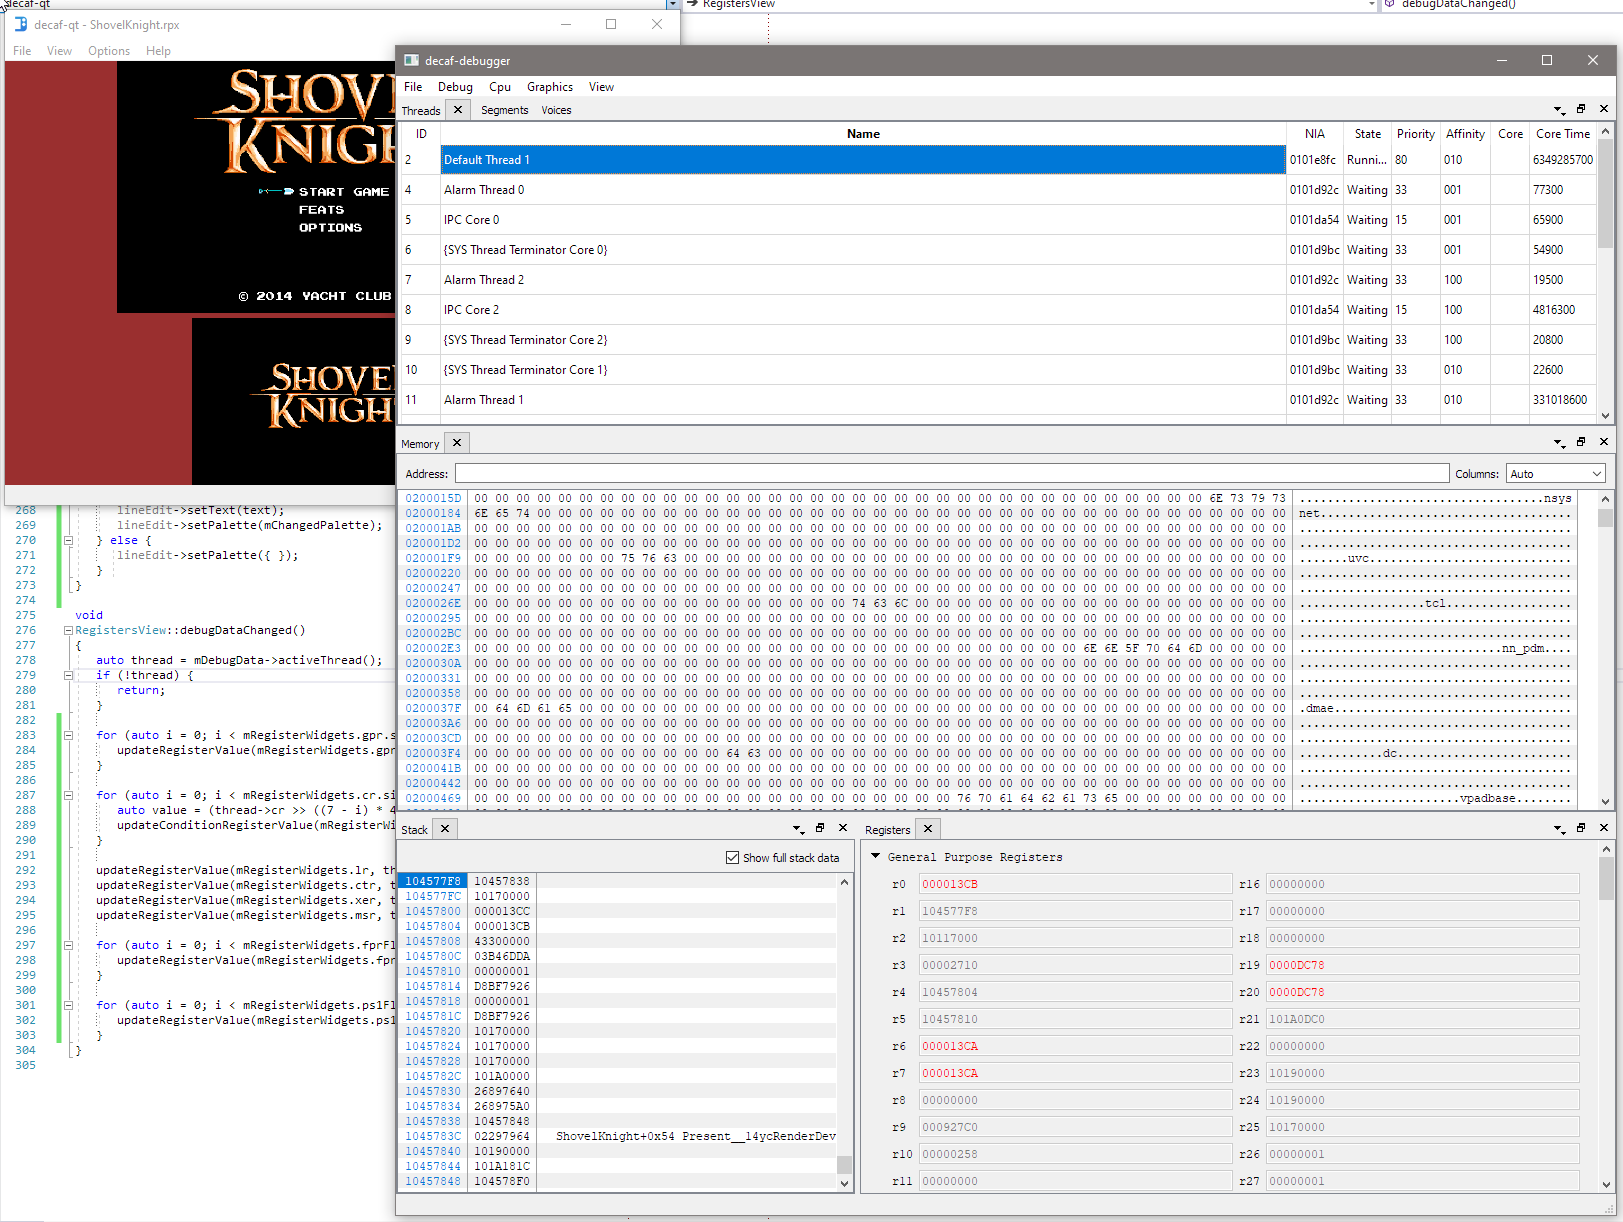 decaf-qt
RegistersView
debugDataChanged()
decaf-qt - ShovelKnight.rpx
File View Options Help
START GAME
FEATS
OPTIONS
© 2014 YACHT CLUB
decaf-debugger
File Debug Cpu Graphics View
Threads Segments Voices
ID Name NIA State Priority Affinity Core Core Time
2 Default Thread 1 0101e8fc Runni... 80 010 6349285700
4 Alarm Thread 0 0101d92c Waiting 33 001 77300
5 IPC Core 0 0101da54 Waiting 15 001 65900
6 {SYS Thread Terminator Core 0} 0101d9bc Waiting 33 001 54900
7 Alarm Thread 2 0101d92c Waiting 33 100 19500
8 IPC Core 2 0101da54 Waiting 15 100 4816300
9 {SYS Thread Terminator Core 2} 0101d9bc Waiting 33 100 20800
10 {SYS Thread Terminator Core 1} 0101d9bc Waiting 33 010 22600
11 Alarm Thread 1 0101d92c Waiting 33 010 331018600
Memory
Address: Columns: Auto
0200015D 6E 73 79 73 nsys
02000184 6E 65 74 net
020001AB
020001D2
020001F9 75 76 63 uvc
02000220
02000247
0200026E 74 63 6C tcl
02000295
020002BC
020002E3 6E 6E 5F 70 64 6D nn_pdm
0200030A
02000331
02000358
0200037F 00 64 6D 61 65 .dmae
020003A6
020003CD
020003F4 64 63 dc
0200041B
02000442
02000469 76 70 61 64 62 61 73 65 vpadbase
268 lineEdit->setText(text);
269 lineEdit->setPalette(mChangedPalette);
270 } else {
271 lineEdit->setPalette({ });
272 }
273 }
274
275 void
276 RegistersView::debugDataChanged()
277 {
278 auto thread = mDebugData->activeThread();
279 if (!thread) {
280 return;
281 }
282
283 for (auto i = 0; i < mRegisterWidgets.gpr.s
284 updateRegisterValue(mRegisterWidgets.gpr
285 }
286
287 for (auto i = 0; i < mRegisterWidgets.cr.si
288 auto value = (thread->cr >> ((7 - i) * 4
289 updateConditionRegisterValue(mRegisterWi
290 }
291
292 updateRegisterValue(mRegisterWidgets.lr, th
293 updateRegisterValue(mRegisterWidgets.ctr, t
294 updateRegisterValue(mRegisterWidgets.xer, t
295 updateRegisterValue(mRegisterWidgets.msr, t
296
297 for (auto i = 0; i < mRegisterWidgets.fprFl
298 updateRegisterValue(mRegisterWidgets.fpr
299 }
300
301 for (auto i = 0; i < mRegisterWidgets.ps1Fl
302 updateRegisterValue(mRegisterWidgets.ps1
303 }
304 }
305
Stack
Show full stack data
104577F8 10457838
104577FC 10170000
10457800 000013CC
10457804 000013CB
10457808 43300000
1045780C 03B46DDA
10457810 00000001
10457814 D8BF7926
10457818 00000001
1045781C D8BF7926
10457820 10170000
10457824 10170000
10457828 10170000
1045782C 101A0000
10457830 26897640
10457834 268975A0
10457838 10457848
1045783C 02297964 ShovelKnight+0x54 Present__14ycRenderDev
10457840 10190000
10457844 101A181C
10457848 104578F0
Registers
General Purpose Registers
r0 000013CB r16 00000000
r1 104577F8 r17 00000000
r2 10117000 r18 00000000
r3 00002710 r19 0000DC78
r4 10457804 r20 0000DC78
r5 10457810 r21 101A0DC0
r6 000013CA r22 00000000
r7 000013CA r23 10190000
r8 00000000 r24 10190000
r9 000927C0 r25 10170000
r10 00000258 r26 00000001
r11 00000000 r27 00000001